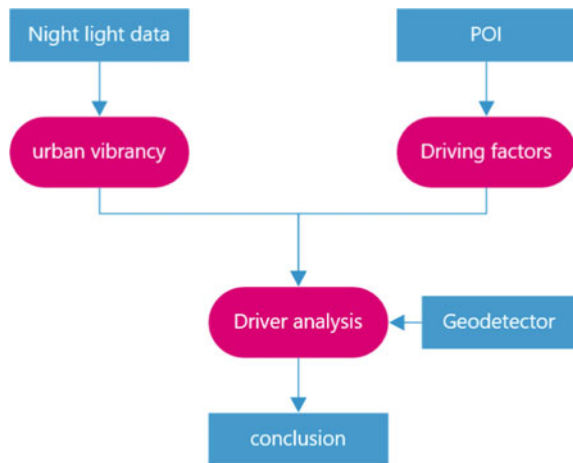 Night light data
POI
urban vibrancy
Driving factors
Driver analysis
Geodetector
conclusion